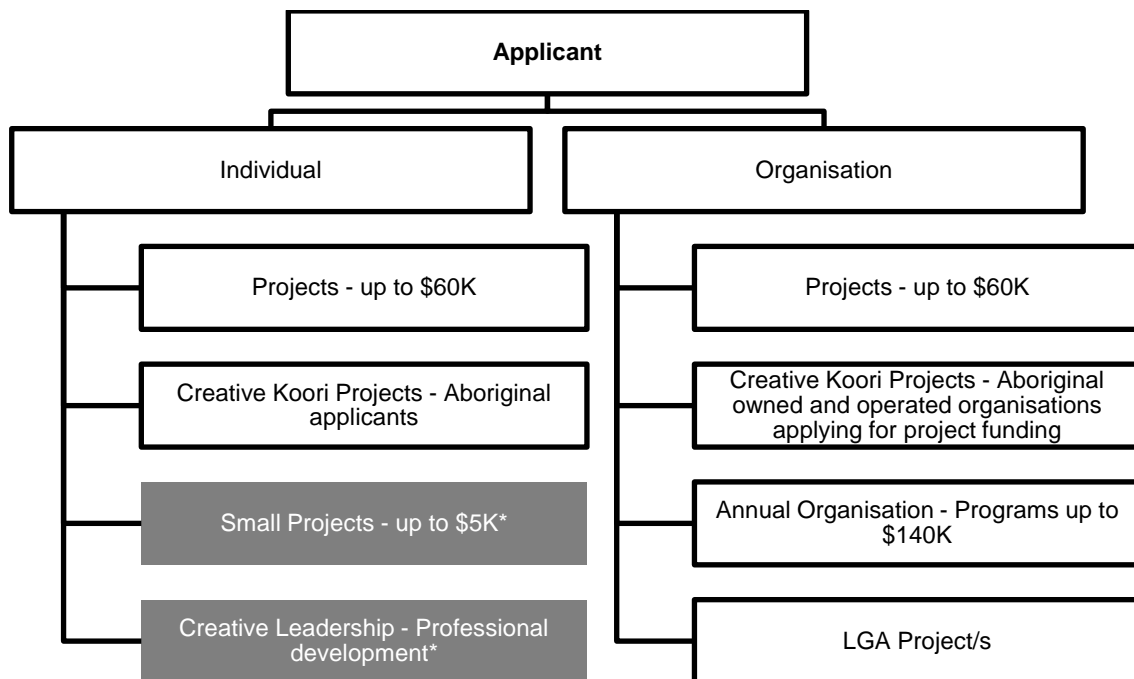 Applicant
Individual
Organisation
Projects - up to $60K
Creative Koori Projects - Aboriginal
applicants
Small Projects - up to $5K*
Creative Leadership - Professional
development*
Projects - up to $60K
Creative Koori Projects - Aboriginal
owned and operated organisations
applying for project funding
Annual Organisation - Programs up to
$140K
LGA Project/s